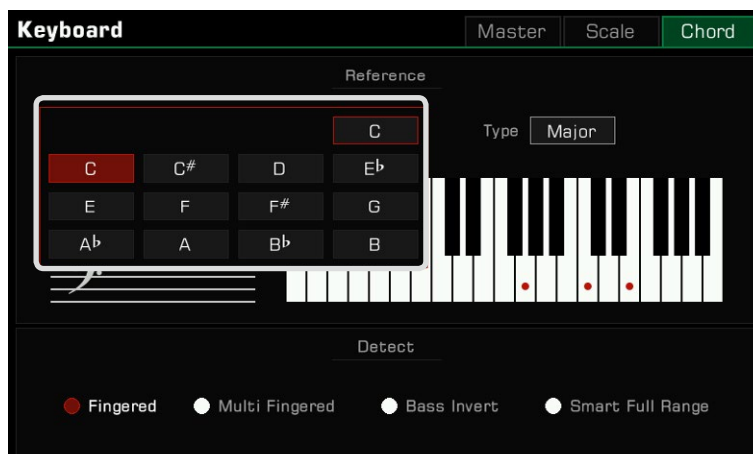 Keyboard Master Scale Chord
Reference
C Type Major
C C# D E♭
E F F# G
A♭ A B♭ B
Detect
Fingered Multi Fingered Bass Invert Smart Full Range